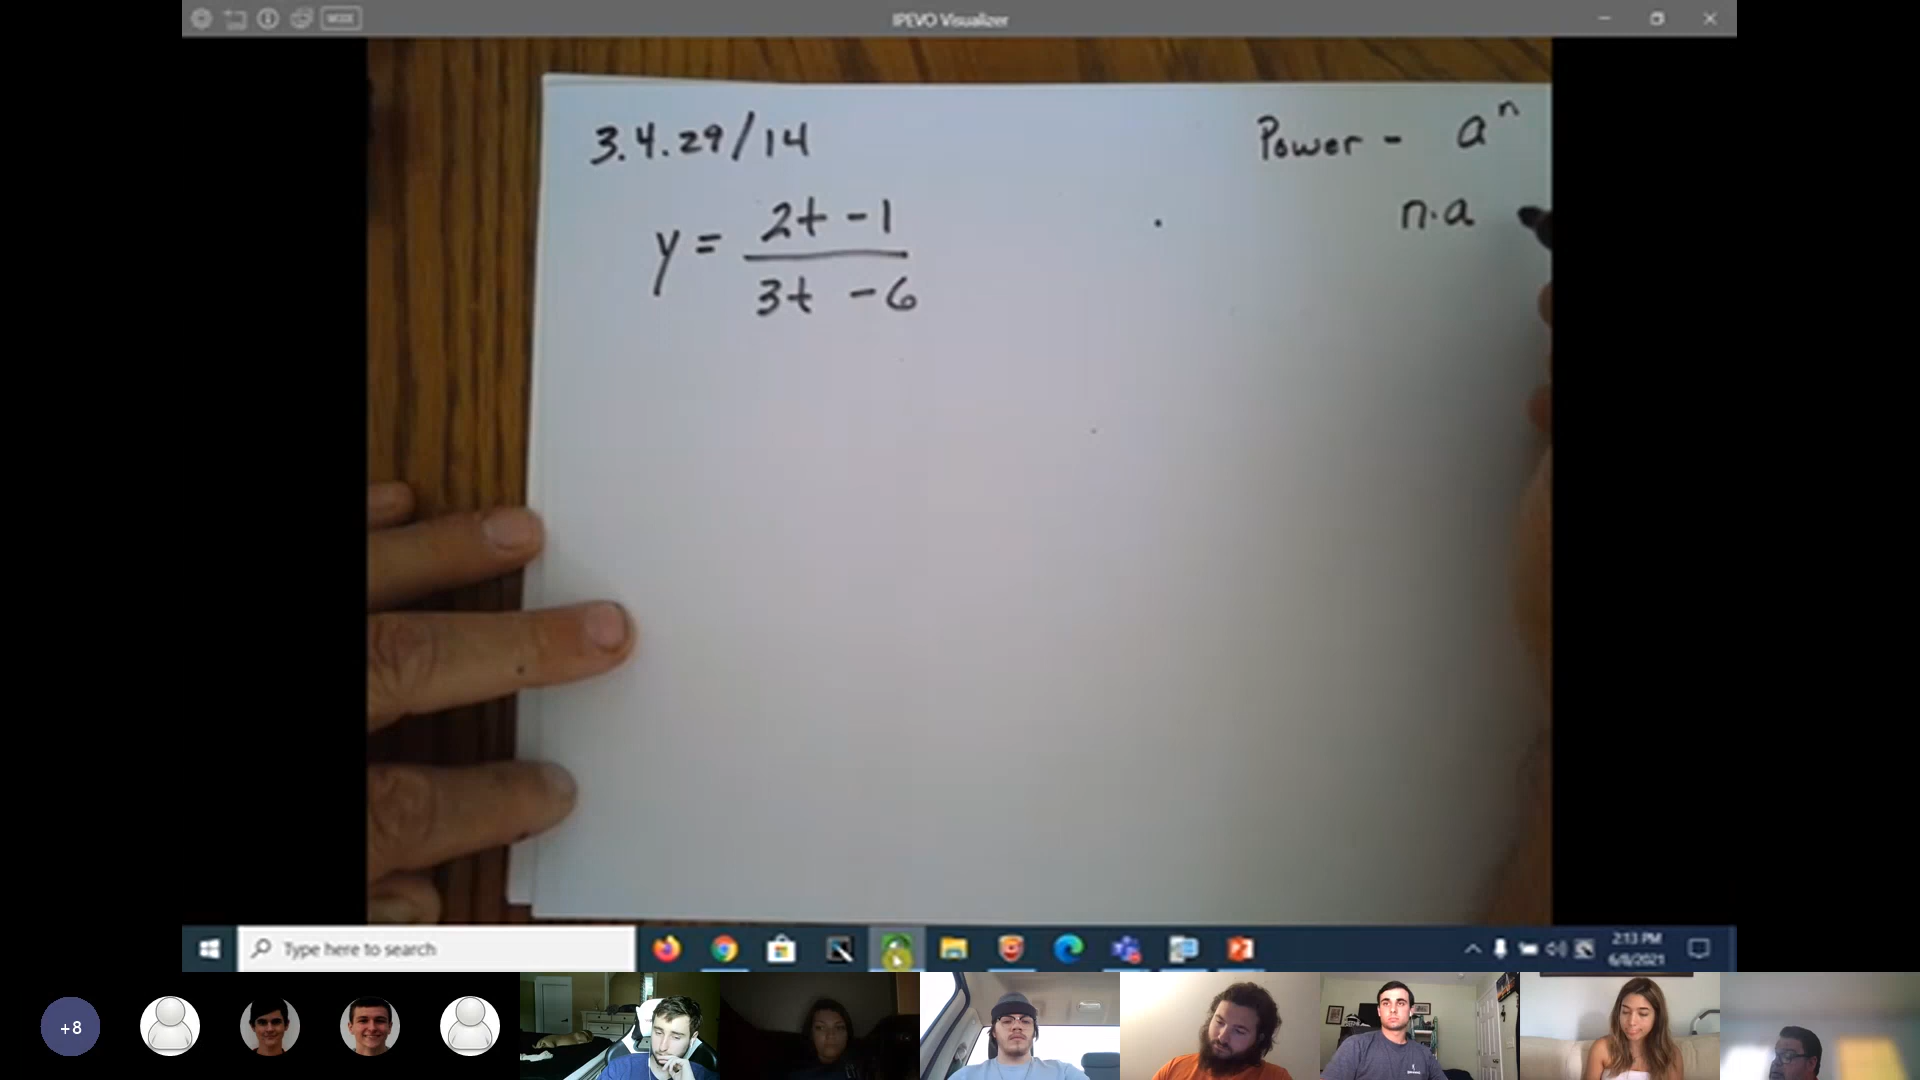 IPEVO Visualizer
MODE
3.4.29/14
Power - a^n
n·a
y = 2t - 1
3t - 6
Type here to search
2:13 PM
6/8/2021
+8